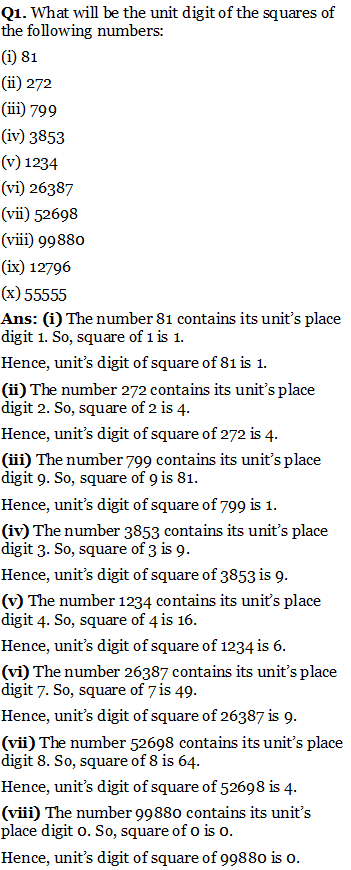 Q1. What will be the unit digit of the squares of
the following numbers:
(i) 81
(ii) 272
(iii) 799
(iv) 3853
(v) 1234
(vi) 26387
(vii) 52698
(viii) 99880
(ix) 12796
(x) 55555
Ans: (i) The number 81 contains its unit’s place
digit 1. So, square of 1 is 1.
Hence, unit’s digit of square of 81 is 1.
(ii) The number 272 contains its unit’s place
digit 2. So, square of 2 is 4.
Hence, unit’s digit of square of 272 is 4.
(iii) The number 799 contains its unit’s place
digit 9. So, square of 9 is 81.
Hence, unit’s digit of square of 799 is 1.
(iv) The number 3853 contains its unit’s place
digit 3. So, square of 3 is 9.
Hence, unit’s digit of square of 3853 is 9.
(v) The number 1234 contains its unit’s place
digit 4. So, square of 4 is 16.
Hence, unit’s digit of square of 1234 is 6.
(vi) The number 26387 contains its unit’s place
digit 7. So, square of 7 is 49.
Hence, unit’s digit of square of 26387 is 9.
(vii) The number 52698 contains its unit’s place
digit 8. So, square of 8 is 64.
Hence, unit’s digit of square of 52698 is 4.
(viii) The number 99880 contains its unit’s
place digit 0. So, square of 0 is 0.
Hence, unit’s digit of square of 99880 is 0.